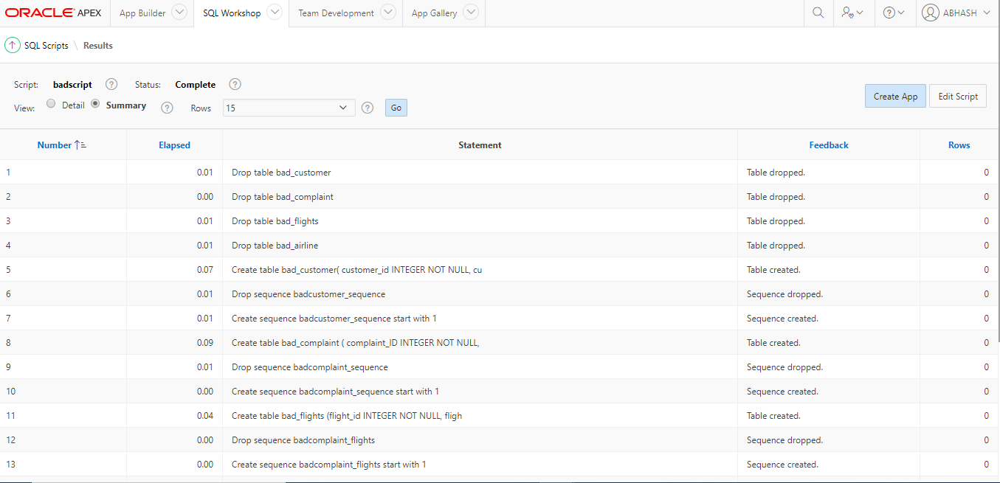 ORACLE APEX App Builder SQL Workshop Team Development App Gallery ? ABHASH
SQL Scripts \ Results
Script: badscript ? Status: Complete ?
View: Detail Summary ? Rows 15 ? Go Create App Edit Script
Number Elapsed Statement Feedback Rows
1 0.01 Drop table bad_customer Table dropped. 0
2 0.00 Drop table bad_complaint Table dropped. 0
3 0.01 Drop table bad_flights Table dropped. 0
4 0.01 Drop table bad_airline Table dropped. 0
5 0.07 Create table bad_customer( customer_id INTEGER NOT NULL, cu Table created. 0
6 0.01 Drop sequence badcustomer_sequence Sequence dropped. 0
7 0.01 Create sequence badcustomer_sequence start with 1 Sequence created. 0
8 0.09 Create table bad_complaint ( complaint_ID INTEGER NOT NULL, Table created. 0
9 0.01 Drop sequence badcomplaint_sequence Sequence dropped. 0
10 0.00 Create sequence badcomplaint_sequence start with 1 Sequence created. 0
11 0.04 Create table bad_flights (flight_id INTEGER NOT NULL, fligh Table created. 0
12 0.00 Drop sequence badcomplaint_flights Sequence dropped. 0
13 0.00 Create sequence badcomplaint_flights start with 1 Sequence created. 0